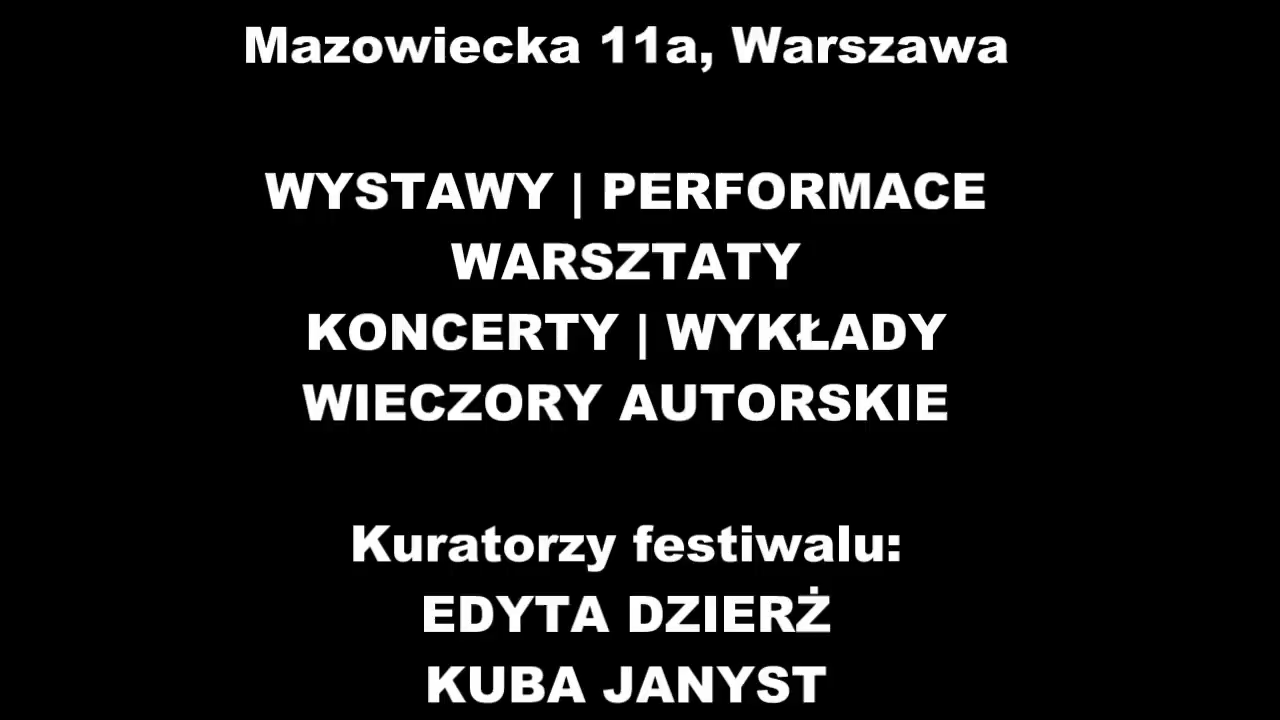 Mazowiecka 11a, Warszawa
WYSTAWY | PERFORMACE
WARSZTATY
KONCERTY | WYKŁADY
WIECZORY AUTORSKIE
Kuratorzy festiwalu:
EDYTA DZIERŻ
KUBA JANYST